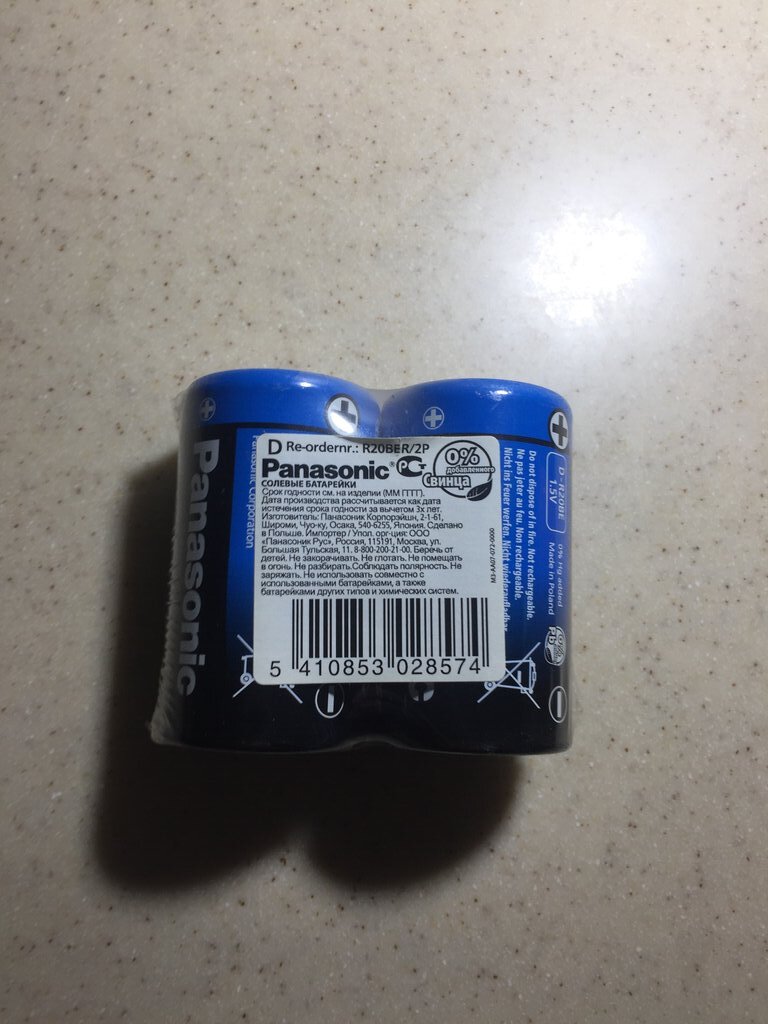 D Re-ordernr.: R20BER/2P
Panasonic®
РСТ
0%
добавленного
Свинца
СОЛЕВЫЕ БАТАРЕЙКИ
Срок годности см. на изделии (ММ ГГГГ).
Дата производства рассчитывается как дата
истечения срока годности за вычетом 3х лет.
Изготовитель: Панасоник Корпорэйшн, 2-1-61,
Широми, Чуо-ку, Осака, 540-6255, Япония. Сделано
в Польше. Импортер / Упол. орг-ция: ООО
«Панасоник Рус», Россия, 115191, Москва, ул.
Большая Тульская, 11. 8-800-200-21-00. Беречь от
детей. Не закорачивать. Не глотать. Не помещать
в огонь. Не разбирать.Соблюдать полярность. Не
заряжать. Не использовать совместно с
использованными батарейками, а также
батарейками других типов и химических систем.
5 410853 028574
Panasonic
Panasonic Corporation
Do not dispose of in fire. Not rechargeable.
Ne pas jeter au feu. Non rechargeable.
Nicht ins Feuer werfen. Nicht wiederaufladbar.
D - R20BE
1.5V
0% Hg added
Made in Poland
0%
Pb